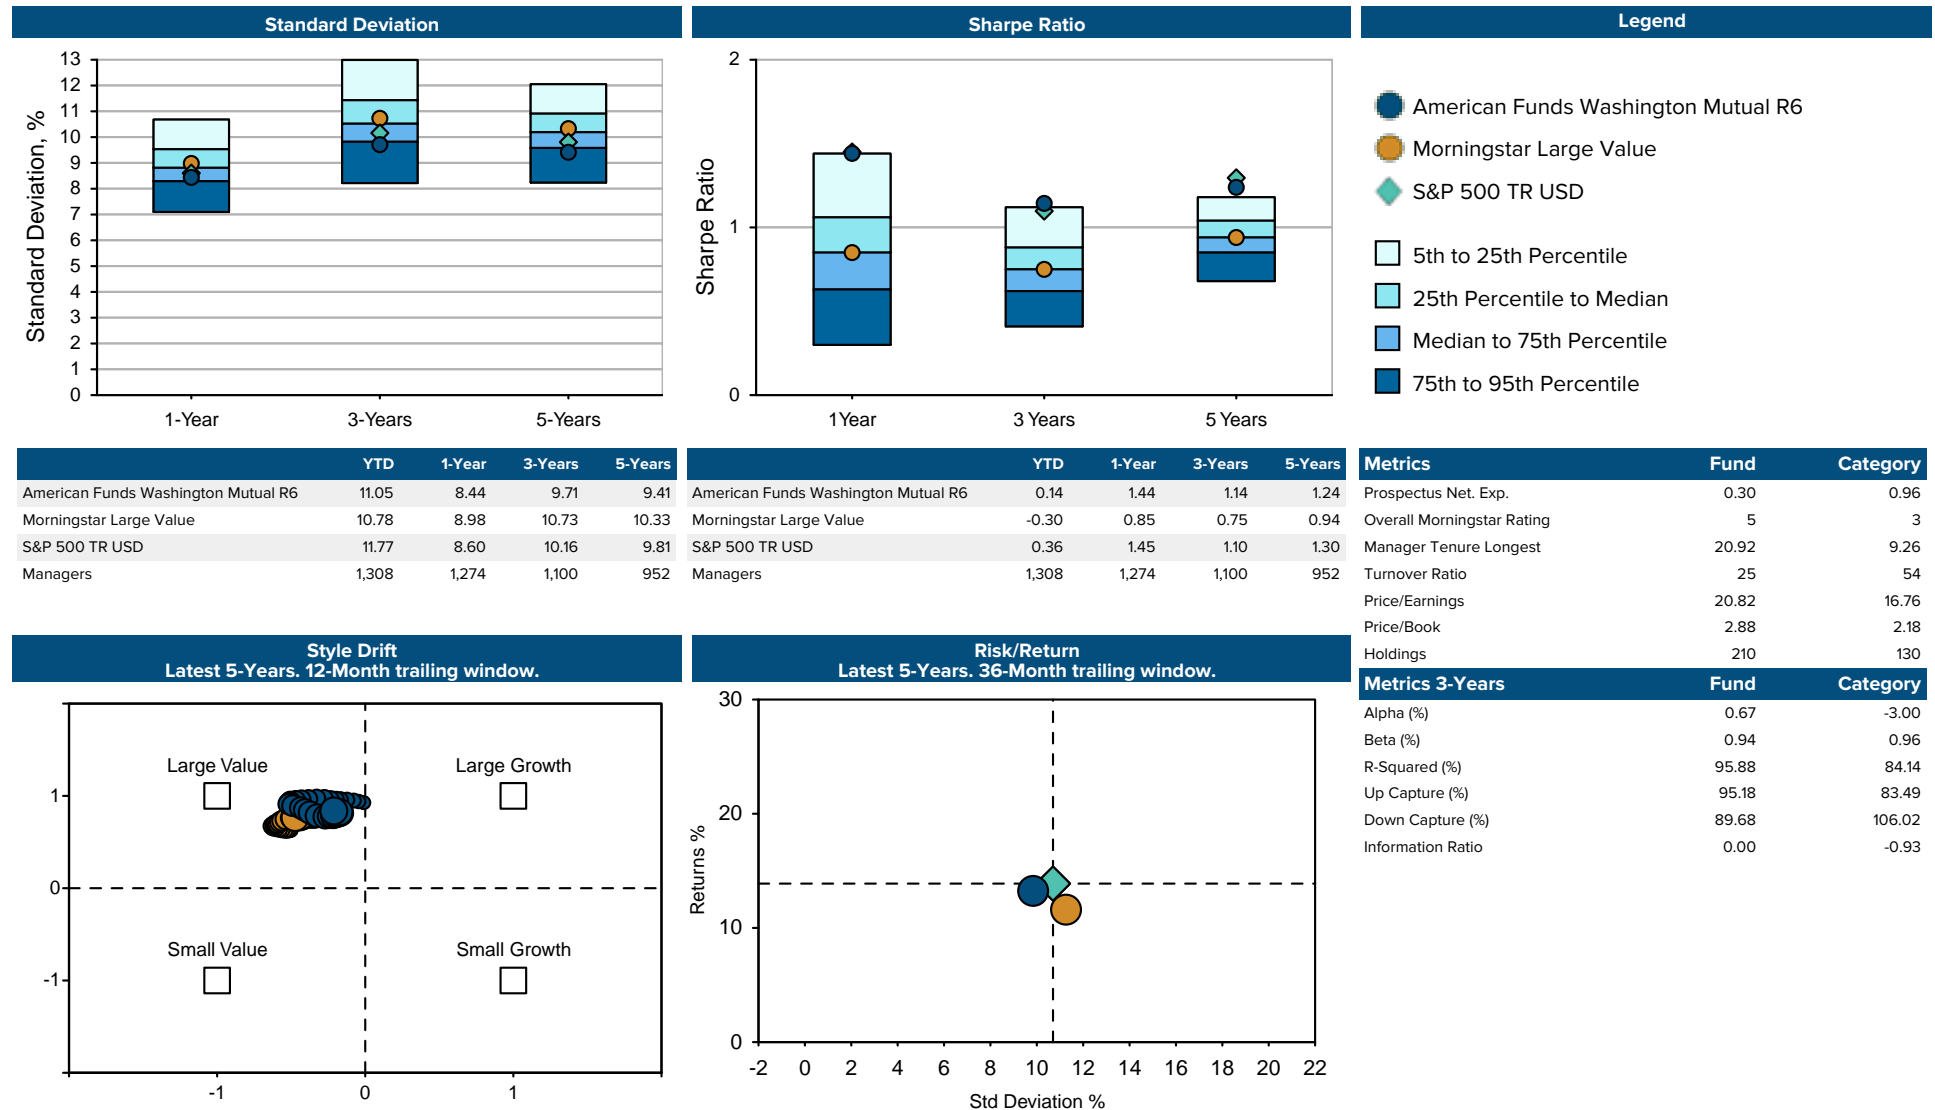 Standard Deviation
Sharpe Ratio
Legend
13
12
11
10
9
8
7
6
5
4
3
2
1
0
Standard Deviation, %
1-Year
3-Years
5-Years
2
1
0
Sharpe Ratio
1Year
3 Years
5 Years
American Funds Washington Mutual R6
Morningstar Large Value
S&P 500 TR USD
5th to 25th Percentile
25th Percentile to Median
Median to 75th Percentile
75th to 95th Percentile
YTD 1-Year 3-Years 5-Years
American Funds Washington Mutual R6 11.05 8.44 9.71 9.41
Morningstar Large Value 10.78 8.98 10.73 10.33
S&P 500 TR USD 11.77 8.60 10.16 9.81
Managers 1,308 1,274 1,100 952
YTD 1-Year 3-Years 5-Years
American Funds Washington Mutual R6 0.14 1.44 1.14 1.24
Morningstar Large Value -0.30 0.85 0.75 0.94
S&P 500 TR USD 0.36 1.45 1.10 1.30
Managers 1,308 1,274 1,100 952
Metrics Fund Category
Prospectus Net. Exp. 0.30 0.96
Overall Morningstar Rating 5 3
Manager Tenure Longest 20.92 9.26
Turnover Ratio 25 54
Price/Earnings 20.82 16.76
Price/Book 2.88 2.18
Holdings 210 130
Metrics 3-Years Fund Category
Alpha (%) 0.67 -3.00
Beta (%) 0.94 0.96
R-Squared (%) 95.88 84.14
Up Capture (%) 95.18 83.49
Down Capture (%) 89.68 106.02
Information Ratio 0.00 -0.93
Style Drift
Latest 5-Years. 12-Month trailing window.
Large Value
Large Growth
Small Value
Small Growth
1
0
-1
-1 0 1
Risk/Return
Latest 5-Years. 36-Month trailing window.
30
20
10
0
Returns %
-2 0 2 4 6 8 10 12 14 16 18 20 22
Std Deviation %